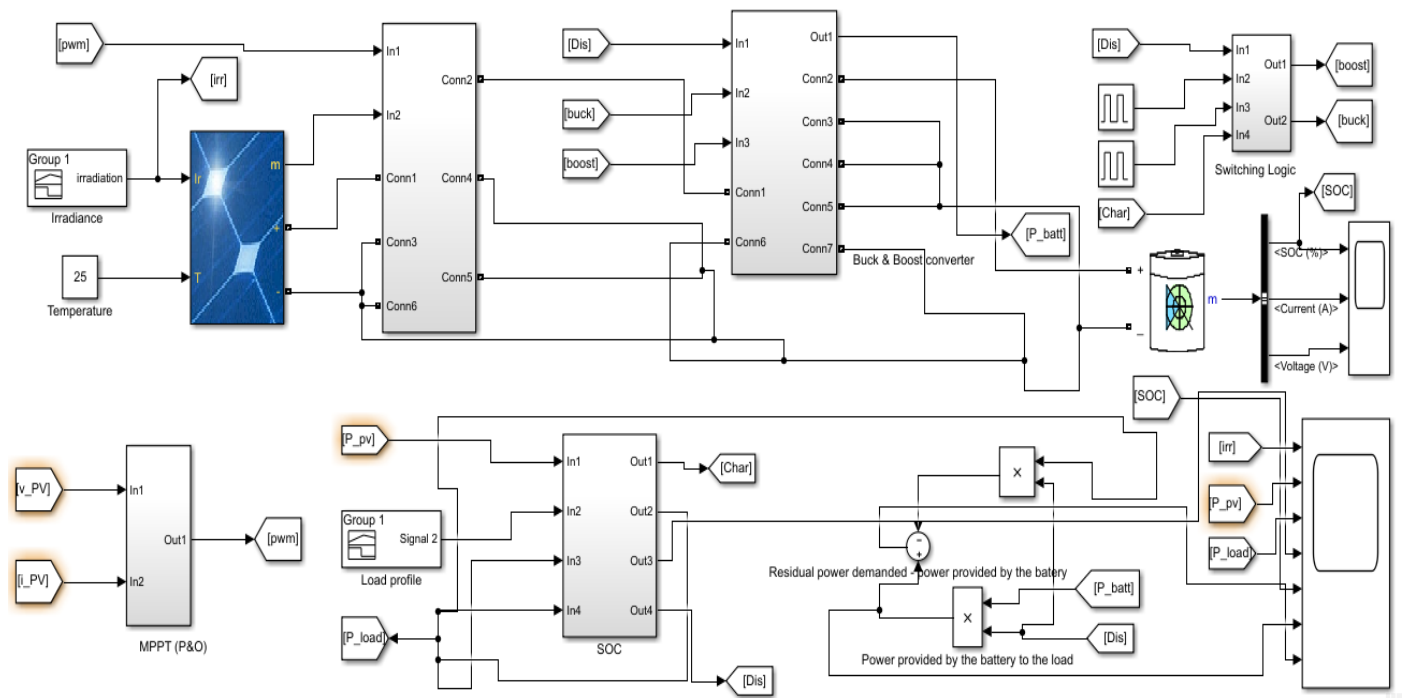 [pwm]
[irr]
Group 1
irradiation
Irradiance
25
Temperature
Ir
T
m
+
-
In1
In2
Conn1
Conn3
Conn6
Conn2
Conn4
Conn5
[Dis]
[buck]
[boost]
In1
In2
In3
Conn1
Conn6
Out1
Conn2
Conn3
Conn4
Conn5
Conn7
Buck & Boost converter
[P_batt]
[Dis]
[Char]
In1
In2
In3
In4
Out1
Out2
Switching Logic
[boost]
[buck]
[SOC]
+
_
m
<SOC (%)>
<Current (A)>
<Voltage (V)>
[v_PV]
[i_PV]
In1
In2
Out1
MPPT (P&O)
[pwm]
[P_pv]
Group 1
Signal 2
Load profile
[P_load]
In1
In2
In3
In4
Out1
Out2
Out3
Out4
SOC
[Char]
[Dis]
×
-
+
Residual power demanded - power provided by the batery
×
Power provided by the battery to the load
[P_batt]
[Dis]
[SOC]
[irr]
[P_pv]
[P_load]